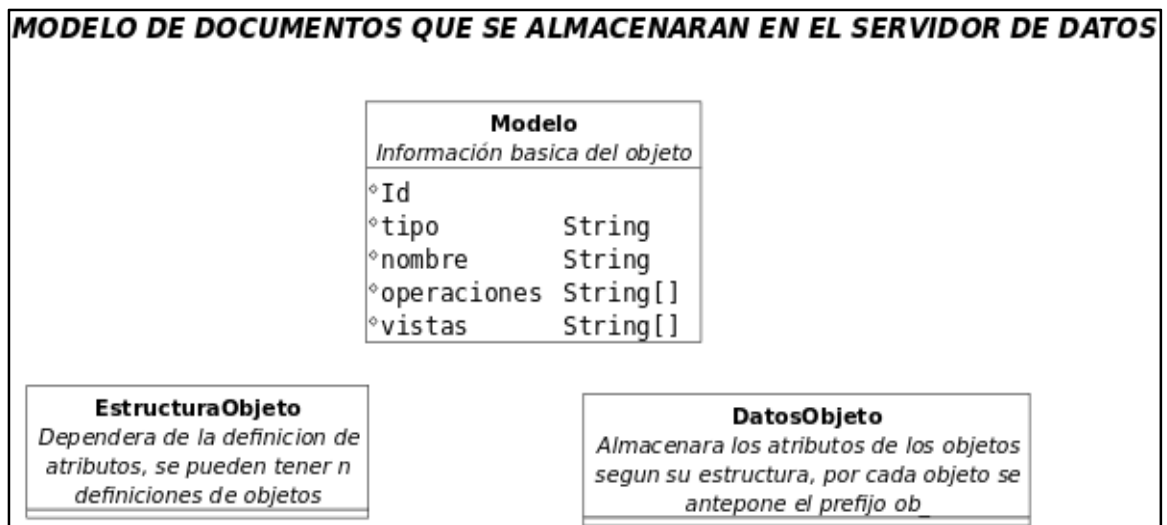 MODELO DE DOCUMENTOS QUE SE ALMACENARAN EN EL SERVIDOR DE DATOS
Modelo
Información basica del objeto
Id
tipo String
nombre String
operaciones String[]
vistas String[]
EstructuraObjeto
Dependera de la definicion de
atributos, se pueden tener n
definiciones de objetos
DatosObjeto
Almacenara los atributos de los objetos
segun su estructura, por cada objeto se
antepone el prefijo ob_